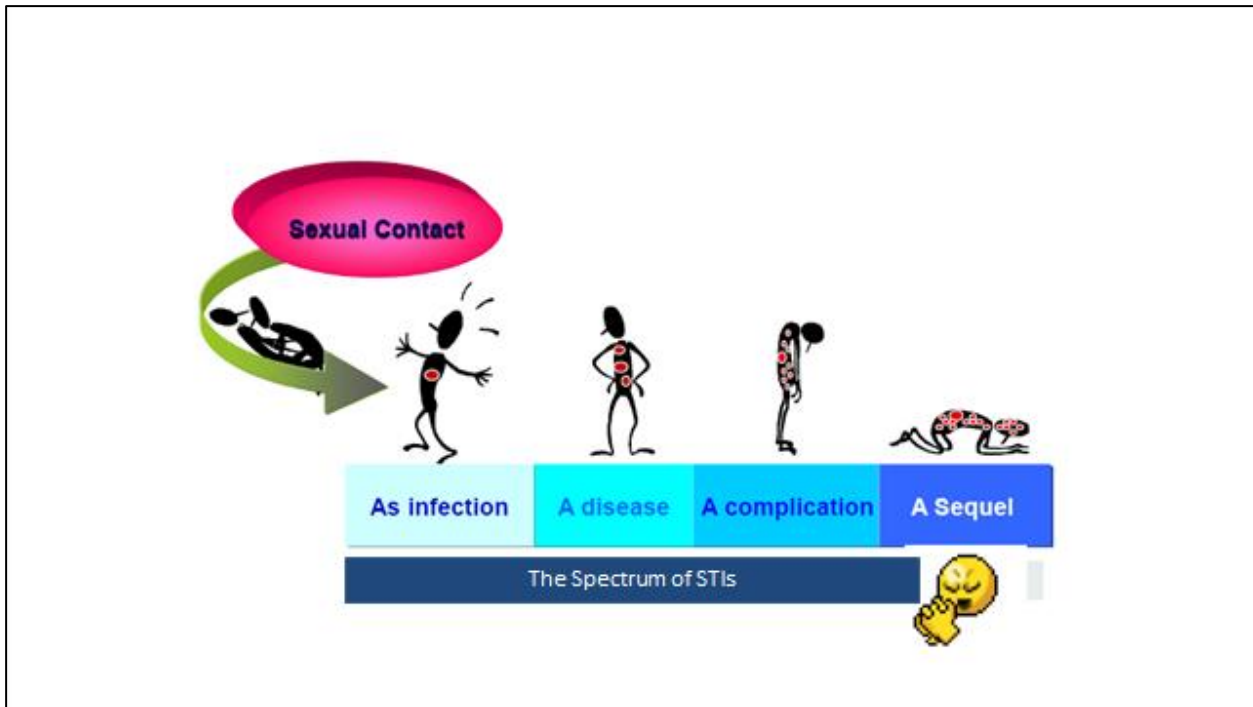 Sexual Contact
As infection
A disease
A complication
A Sequel
The Spectrum of STIs